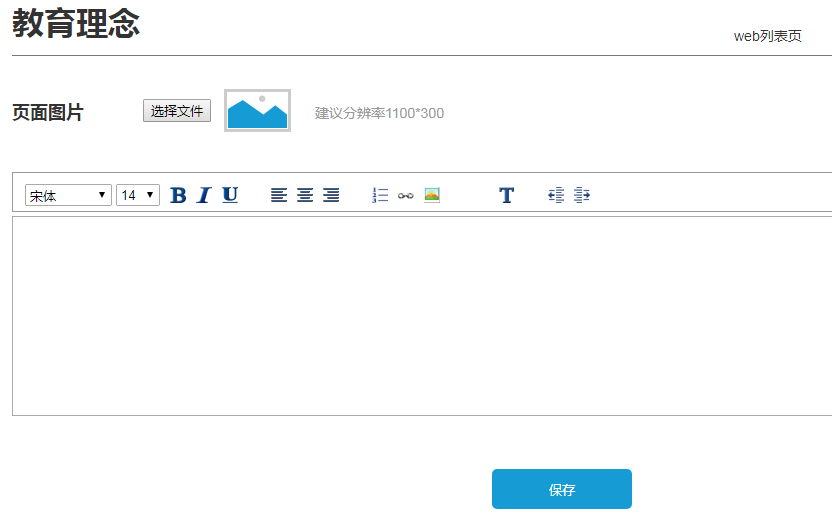 教育理念
web列表页
页面图片 选择文件 建议分辨率1100*300
宋体 14 B I U T
保存